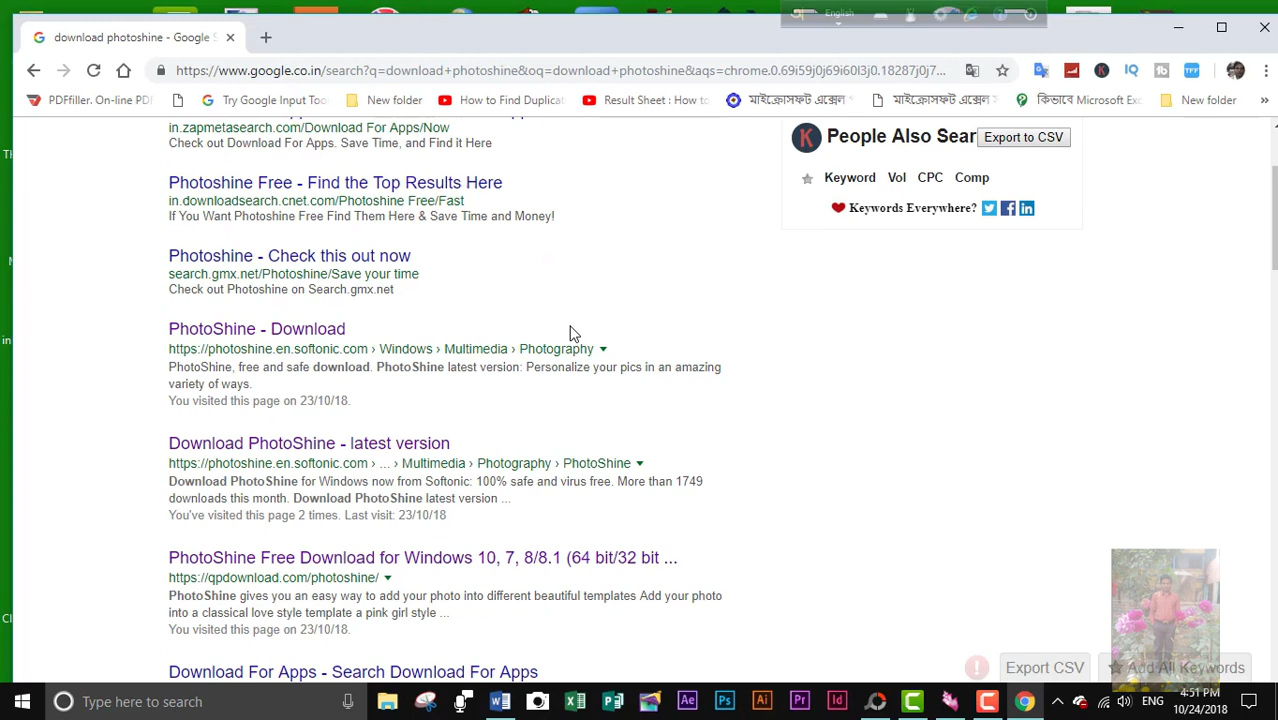 English
download photoshine - Google S
https://www.google.co.in/search?q=download+photoshine&oq=download+photoshine&aqs=chrome.0.69i59j0j69i60l3j0.18287j0j7...
PDFfiller. On-line PD
Try Google Input Too
New folder
How to Find Duplicat
Result Sheet : How to
মাইক্রোসফট এক্সেল
মাইক্রোসফট এক্সেল
কিভাবে Microsoft Exc
New folder
»
in.zapmetasearch.com/Download For Apps/Now
Check out Download For Apps. Save Time, and Find it Here
Photoshine Free - Find the Top Results Here
in.downloadsearch.cnet.com/Photoshine Free/Fast
If You Want Photoshine Free Find Them Here & Save Time and Money!
Photoshine - Check this out now
search.gmx.net/Photoshine/Save your time
Check out Photoshine on Search.gmx.net
PhotoShine - Download
https://photoshine.en.softonic.com › Windows › Multimedia › Photography
PhotoShine, free and safe download. PhotoShine latest version: Personalize your pics in an amazing
variety of ways.
You visited this page on 23/10/18.
Download PhotoShine - latest version
https://photoshine.en.softonic.com › ... › Multimedia › Photography › PhotoShine
Download PhotoShine for Windows now from Softonic: 100% safe and virus free. More than 1749
downloads this month. Download PhotoShine latest version ...
You've visited this page 2 times. Last visit: 23/10/18
PhotoShine Free Download for Windows 10, 7, 8/8.1 (64 bit/32 bit ...
https://qpdownload.com/photoshine/
PhotoShine gives you an easy way to add your photo into different beautiful templates Add your photo
into a classical love style template a pink girl style ...
You visited this page on 23/10/18.
Download For Apps - Search Download For Apps
K People Also Sear
Export to CSV
Keyword Vol CPC Comp
Keywords Everywhere?
Export CSV
Add All Keywords
Type here to search
Ae Ps Ai Pr Id
ENG
4:51 PM
10/24/2018